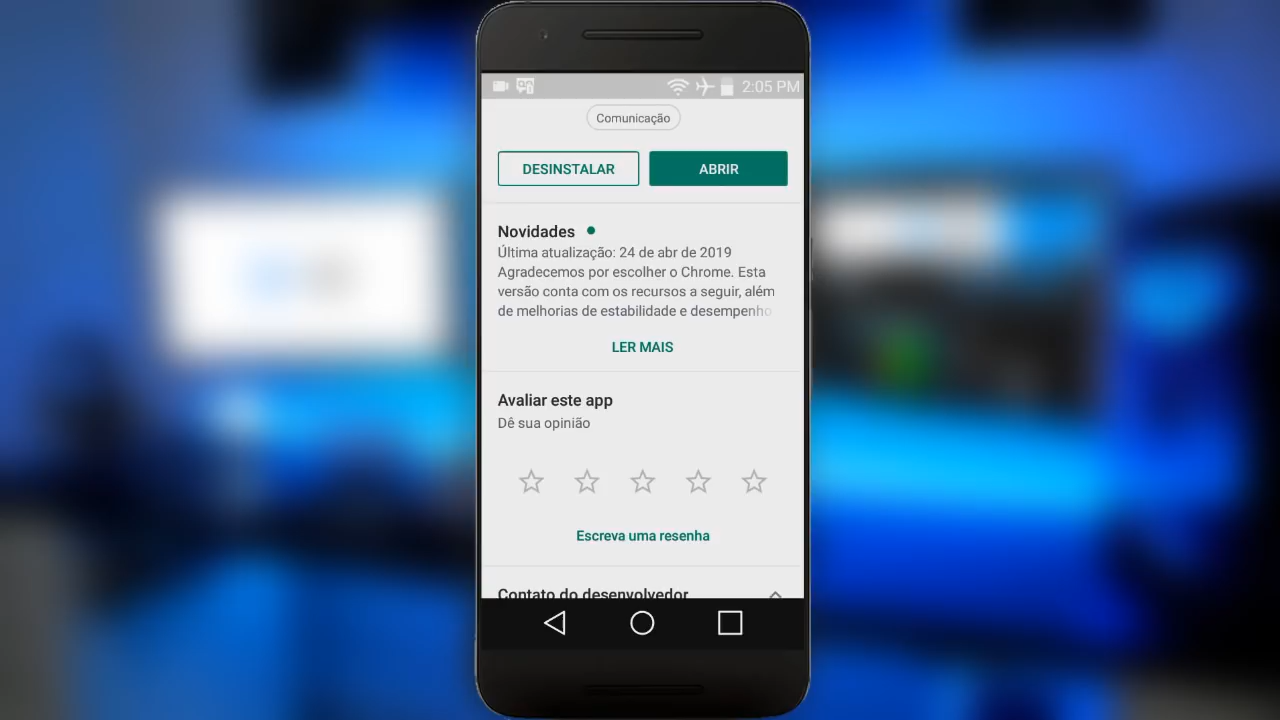 2:05 PM
Comunicação
DESINSTALAR
ABRIR
Novidades
Última atualização: 24 de abr de 2019
Agradecemos por escolher o Chrome. Esta
versão conta com os recursos a seguir, além
de melhorias de estabilidade e desempenho
LER MAIS
Avaliar este app
Dê sua opinião
Escreva uma resenha
Contato do desenvolvedor